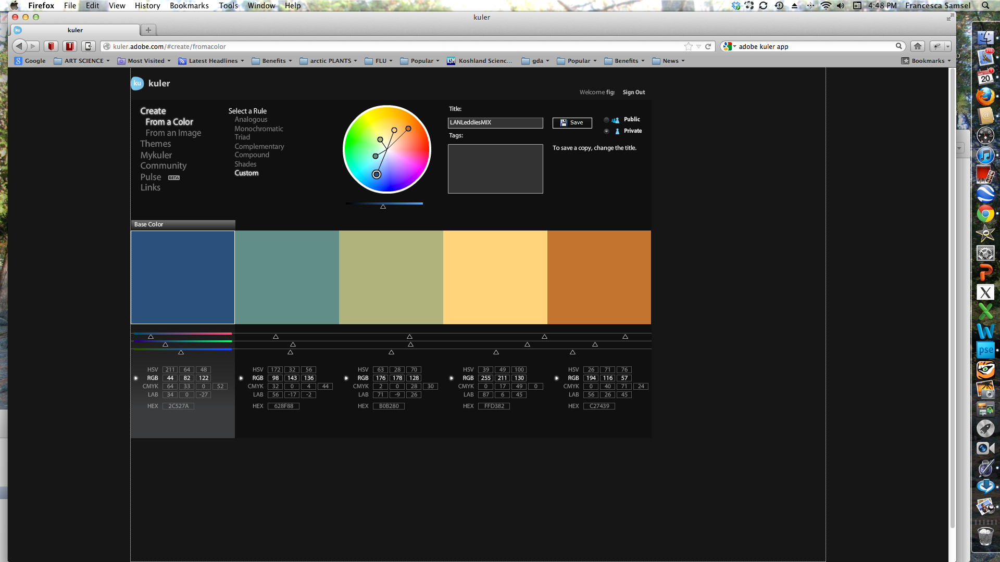 Firefox File Edit View History Bookmarks Tools Window Help 4:48 PM Francesca Samsel
kuler
ku kuler
kuler.adobe.com/#create/fromacolor adobe kuler app
Google ART SCIENCE Most Visited Latest Headlines Benefits arctic PLANTS FLU Popular KSM Koshland Scienc... gda Popular Benefits News Bookmarks
ku kuler
Welcome fig: Sign Out
Create
From a Color
From an Image
Themes
Mykuler
Community
Pulse BETA
Links
Select a Rule
Analogous
Monochromatic
Triad
Complementary
Compound
Shades
Custom
Title:
LANLeddiesMIX
Save
Public
Private
Tags:
To save a copy, change the title.
Base Color
HSV 211 64 48 HSV 172 32 56 HSV 63 28 70 HSV 39 49 100 HSV 26 71 76
RGB 44 82 122 RGB 98 143 136 RGB 176 178 128 RGB 255 211 130 RGB 194 116 57
CMYK 64 33 0 52 CMYK 32 0 4 44 CMYK 2 0 28 30 CMYK 0 17 49 0 CMYK 0 40 71 24
LAB 34 0 -27 LAB 56 -17 -2 LAB 71 -9 26 LAB 87 6 45 LAB 56 26 45
HEX 2C527A HEX 628F88 HEX B0B280 HEX FFD382 HEX C27439
215
1
20
X
pse